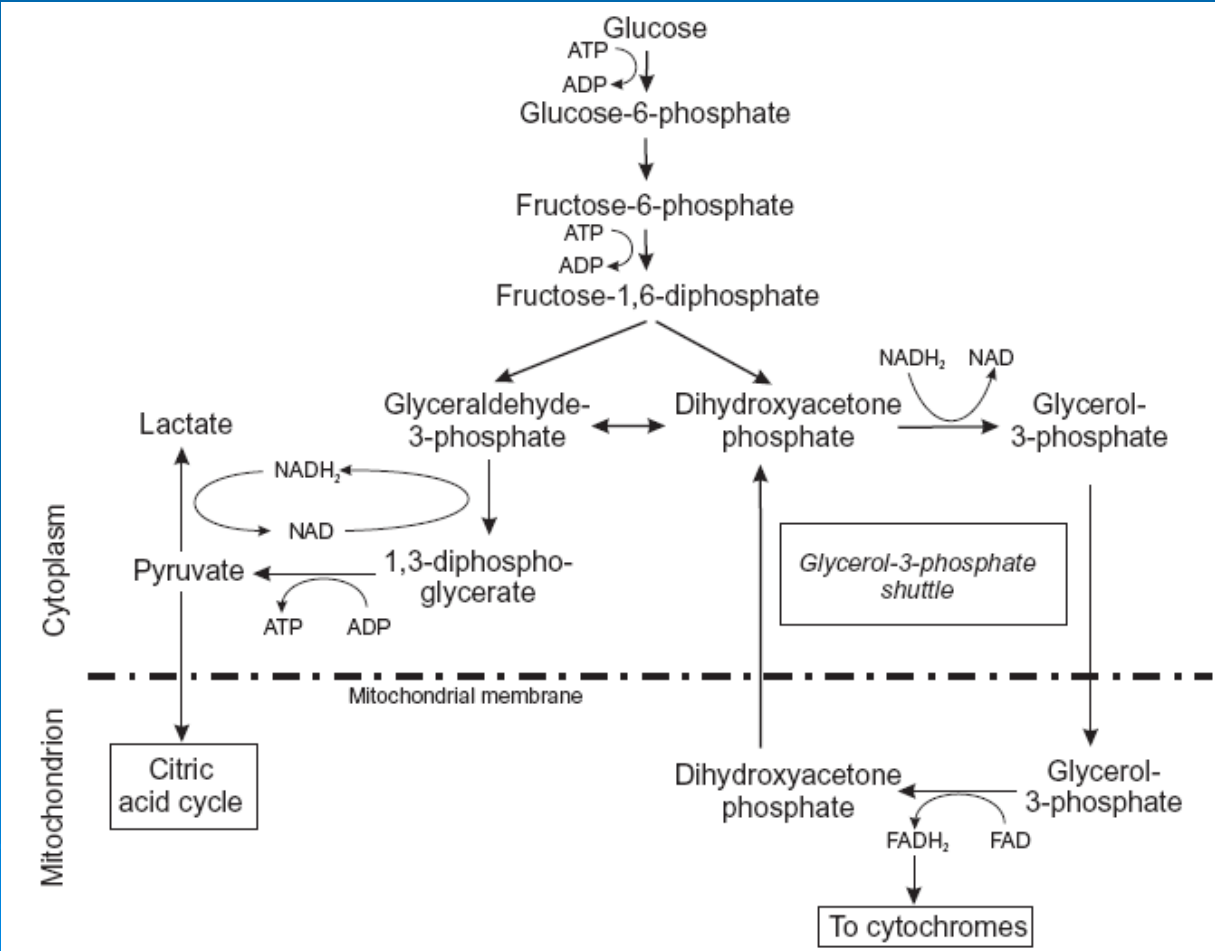 Glucose
ATP
ADP
Glucose-6-phosphate
Fructose-6-phosphate
ATP
ADP
Fructose-1,6-diphosphate
NADH₂ NAD
Lactate
Glyceraldehyde-
3-phosphate
Dihydroxyacetone
phosphate
Glycerol-
3-phosphate
NADH₂
NAD
Pyruvate
1,3-diphospho-
glycerate
ATP ADP
Glycerol-3-phosphate
shuttle
Cytoplasm
Mitochondrial membrane
Mitochondrion
Citric
acid cycle
Dihydroxyacetone
phosphate
Glycerol-
3-phosphate
FADH₂ FAD
To cytochromes